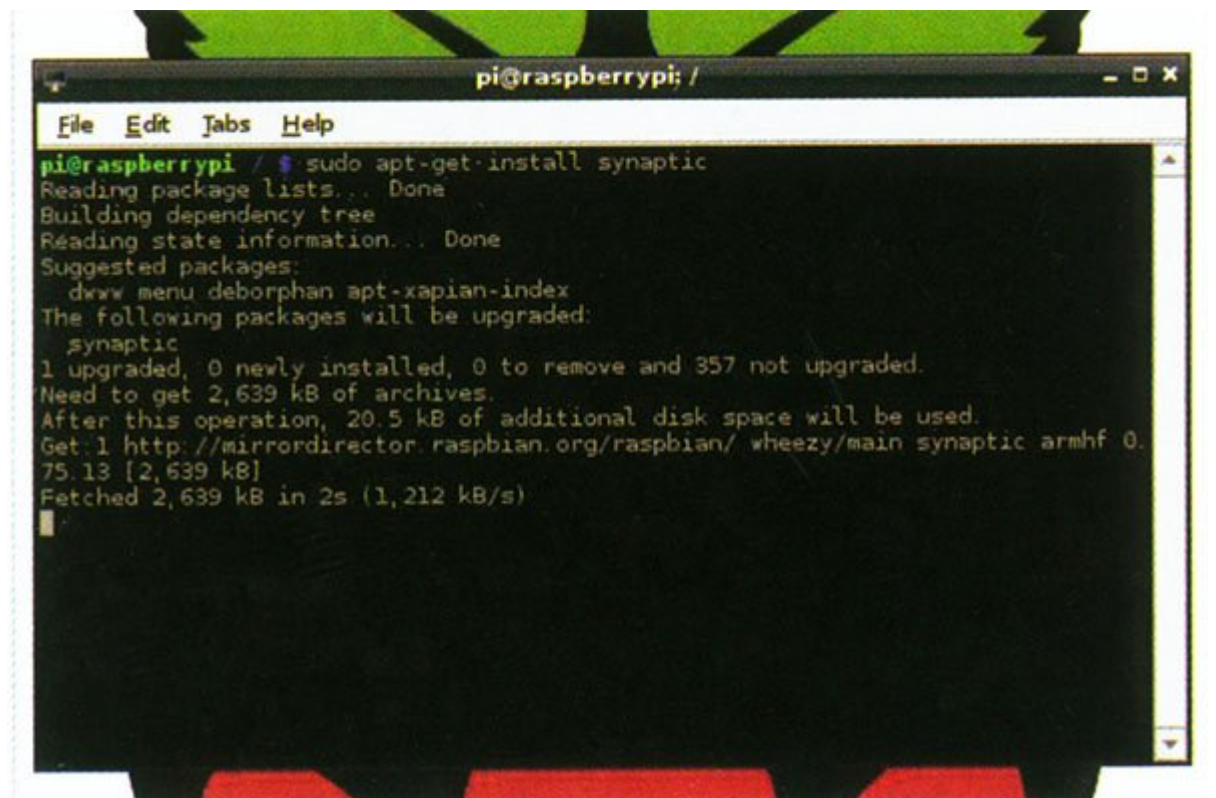 pi@raspberrypi: /
File Edit Tabs Help
pi@raspberrypi / $ sudo apt-get install synaptic
Reading package lists... Done
Building dependency tree
Reading state information... Done
Suggested packages:
dwww menu deborphan apt-xapian-index
The following packages will be upgraded:
synaptic
1 upgraded, 0 newly installed, 0 to remove and 357 not upgraded.
Need to get 2,639 kB of archives.
After this operation, 20.5 kB of additional disk space will be used.
Get:1 http://mirrordirector.raspbian.org/raspbian/ wheezy/main synaptic armhf 0.
75.13 [2,639 kB]
Fetched 2,639 kB in 2s (1,212 kB/s)